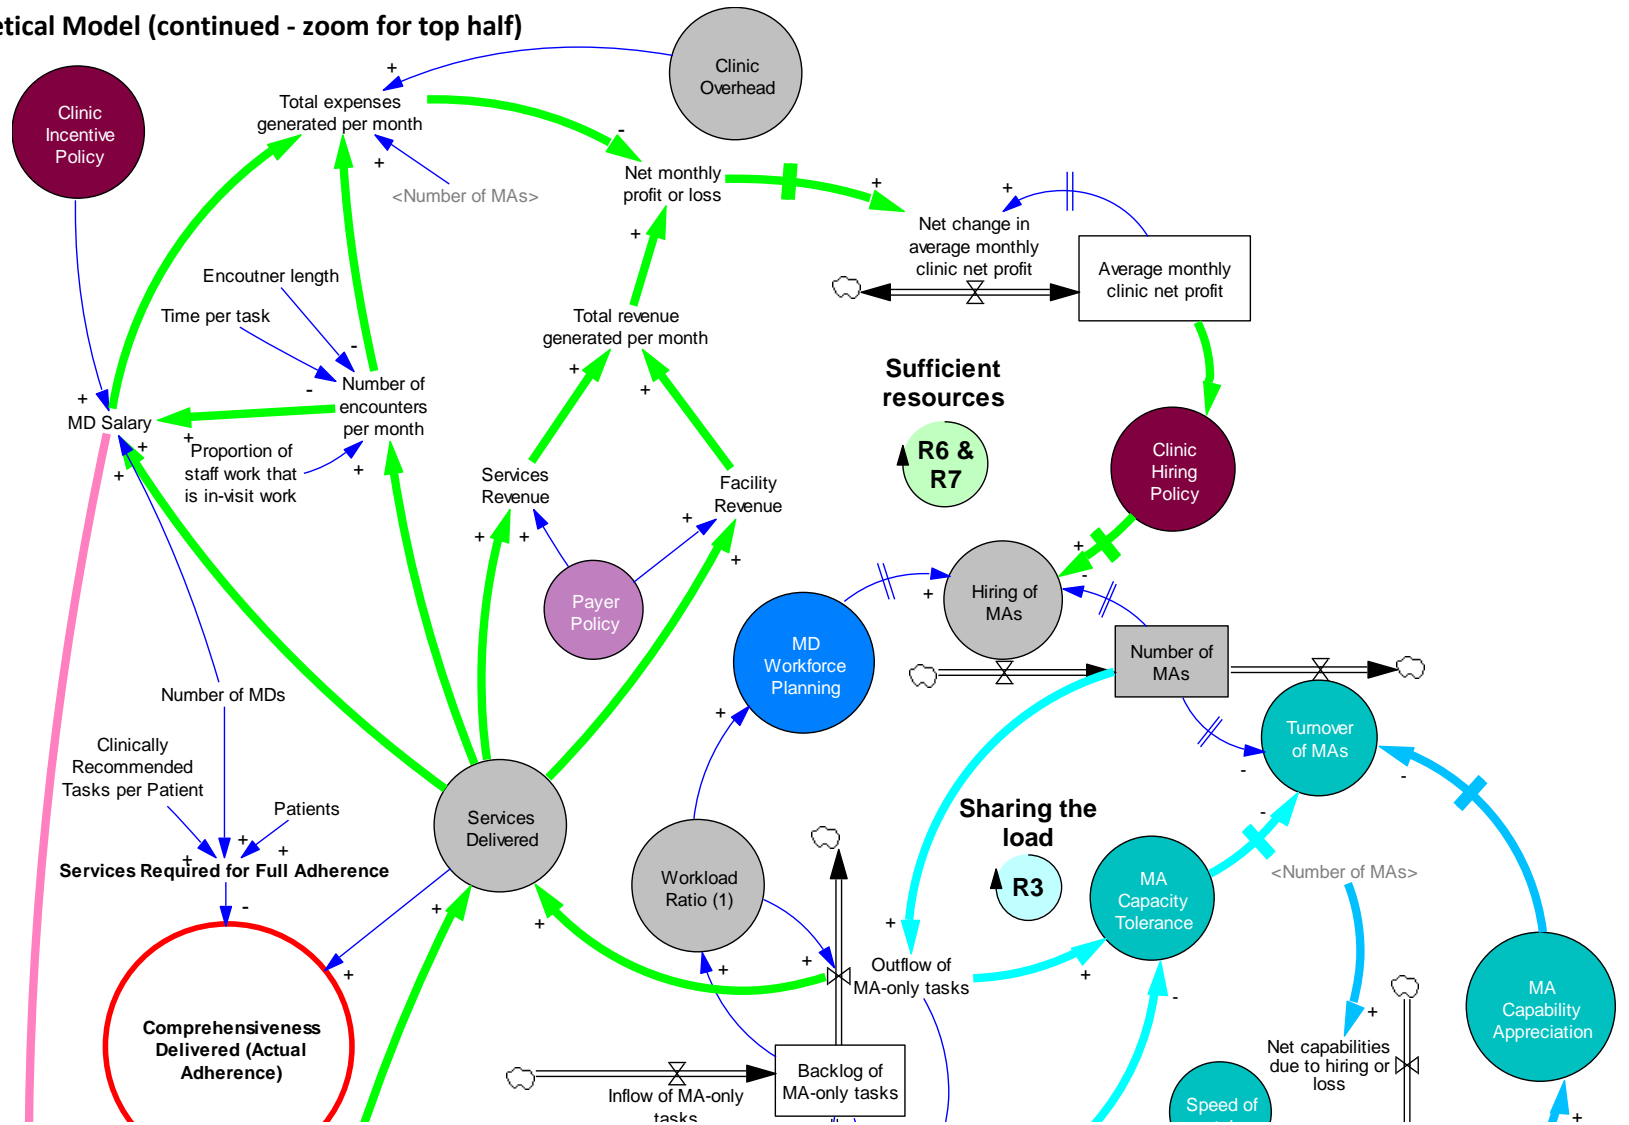 etical Model (continued - zoom for top half)
Clinic
Incentive
Policy
+
Total expenses
generated per month
+
<Number of MAs>
Clinic
Overhead
-
Net monthly
profit or loss
+
+
+
Net change in
average monthly
clinic net profit
Average monthly
clinic net profit
Encoutner length
Time per task
-
-
Number of
encounters
per month
+
MD Salary
+
+
+
Proportion of
staff work that
is in-visit work
+
Total revenue
generated per month
+
+
Services
Revenue
Facility
Revenue
+
+
+
+
Payer
Policy
Sufficient
resources
R6 &
R7
Clinic
Hiring
Policy
+
-
Hiring of
MAs
+
MD
Workforce
Planning
+
Number of
MAs
Turnover
of MAs
-
-
-
Number of MDs
Clinically
Recommended
Tasks per Patient
Patients
+
+
+
Services Required for Full Adherence
-
Services
Delivered
+
+
+
Workload
Ratio (1)
+
+
Sharing the
load
R3
MA
Capacity
Tolerance
<Number of MAs>
+
Outflow of
MA-only tasks
+
-
MA
Capability
Appreciation
+
+
Net capabilities
due to hiring or
loss
Comprehensiveness
Delivered (Actual
Adherence)
Inflow of MA-only
tasks
Backlog of
MA-only tasks
Speed of